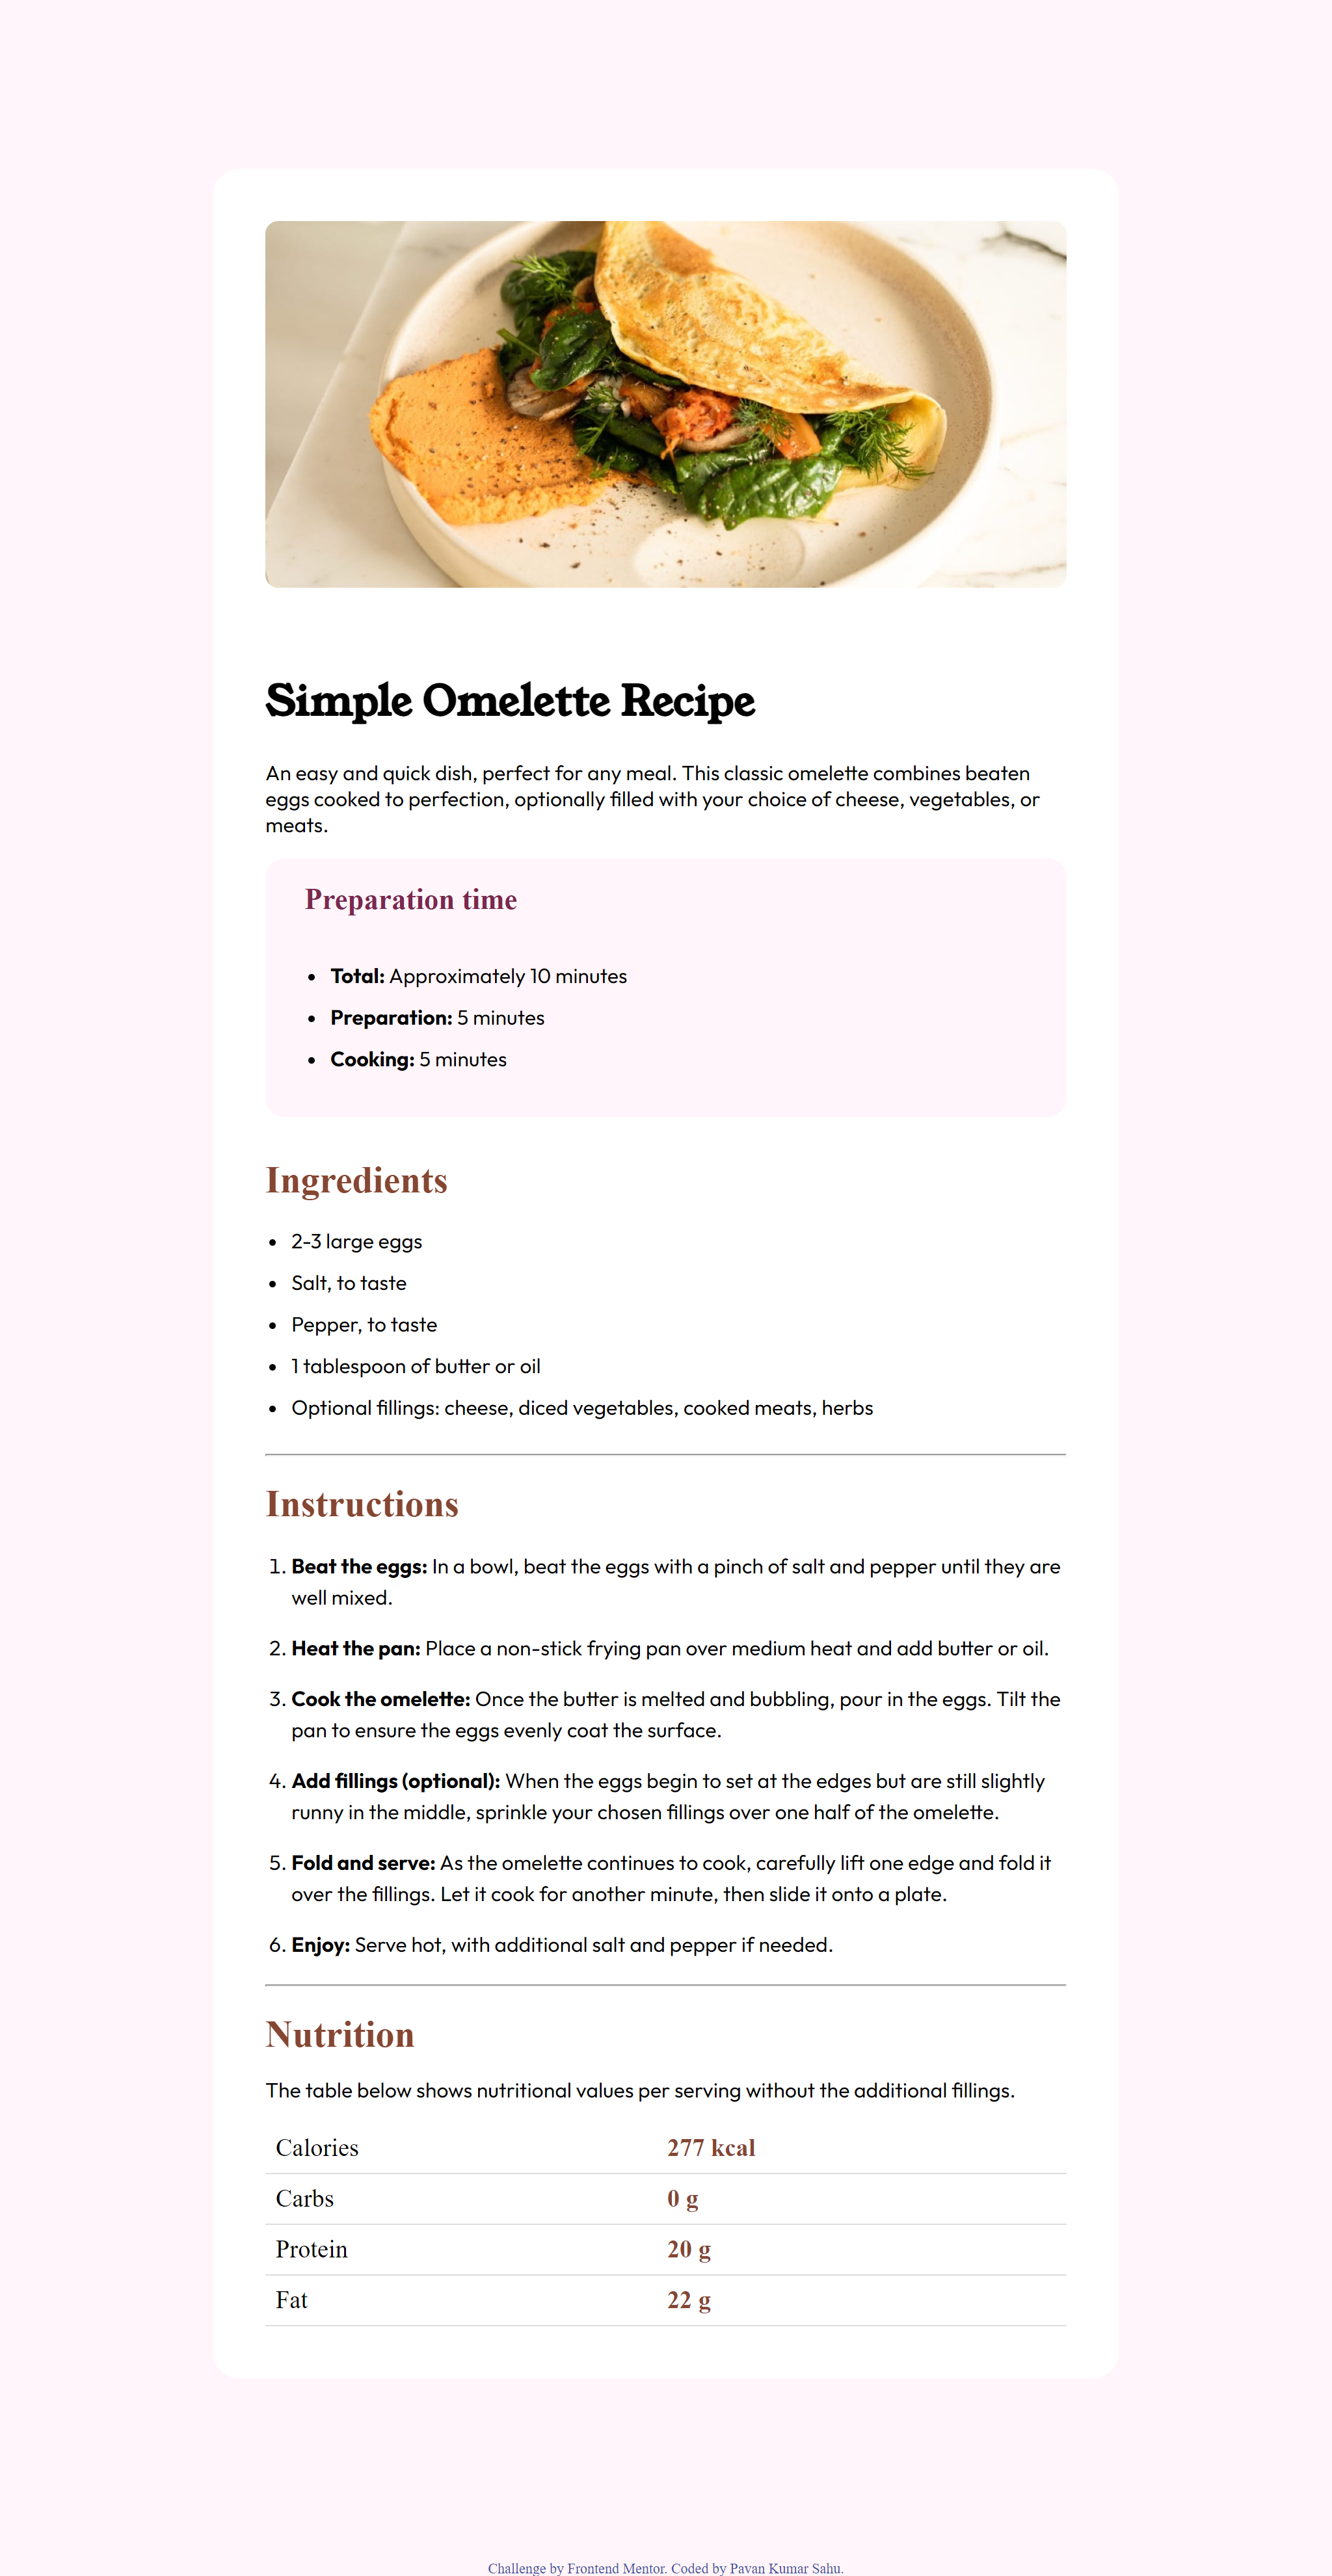 Simple Omelette Recipe
An easy and quick dish, perfect for any meal. This classic omelette combines beaten
eggs cooked to perfection, optionally filled with your choice of cheese, vegetables, or
meats.
Preparation time
• Total: Approximately 10 minutes
• Preparation: 5 minutes
• Cooking: 5 minutes
Ingredients
• 2-3 large eggs
• Salt, to taste
• Pepper, to taste
• 1 tablespoon of butter or oil
• Optional fillings: cheese, diced vegetables, cooked meats, herbs
Instructions
1. Beat the eggs: In a bowl, beat the eggs with a pinch of salt and pepper until they are
well mixed.
2. Heat the pan: Place a non-stick frying pan over medium heat and add butter or oil.
3. Cook the omelette: Once the butter is melted and bubbling, pour in the eggs. Tilt the
pan to ensure the eggs evenly coat the surface.
4. Add fillings (optional): When the eggs begin to set at the edges but are still slightly
runny in the middle, sprinkle your chosen fillings over one half of the omelette.
5. Fold and serve: As the omelette continues to cook, carefully lift one edge and fold it
over the fillings. Let it cook for another minute, then slide it onto a plate.
6. Enjoy: Serve hot, with additional salt and pepper if needed.
Nutrition
The table below shows nutritional values per serving without the additional fillings.
Calories 277 kcal
Carbs 0 g
Protein 20 g
Fat 22 g
Challenge by Frontend Mentor. Coded by Pavan Kumar Sahu.